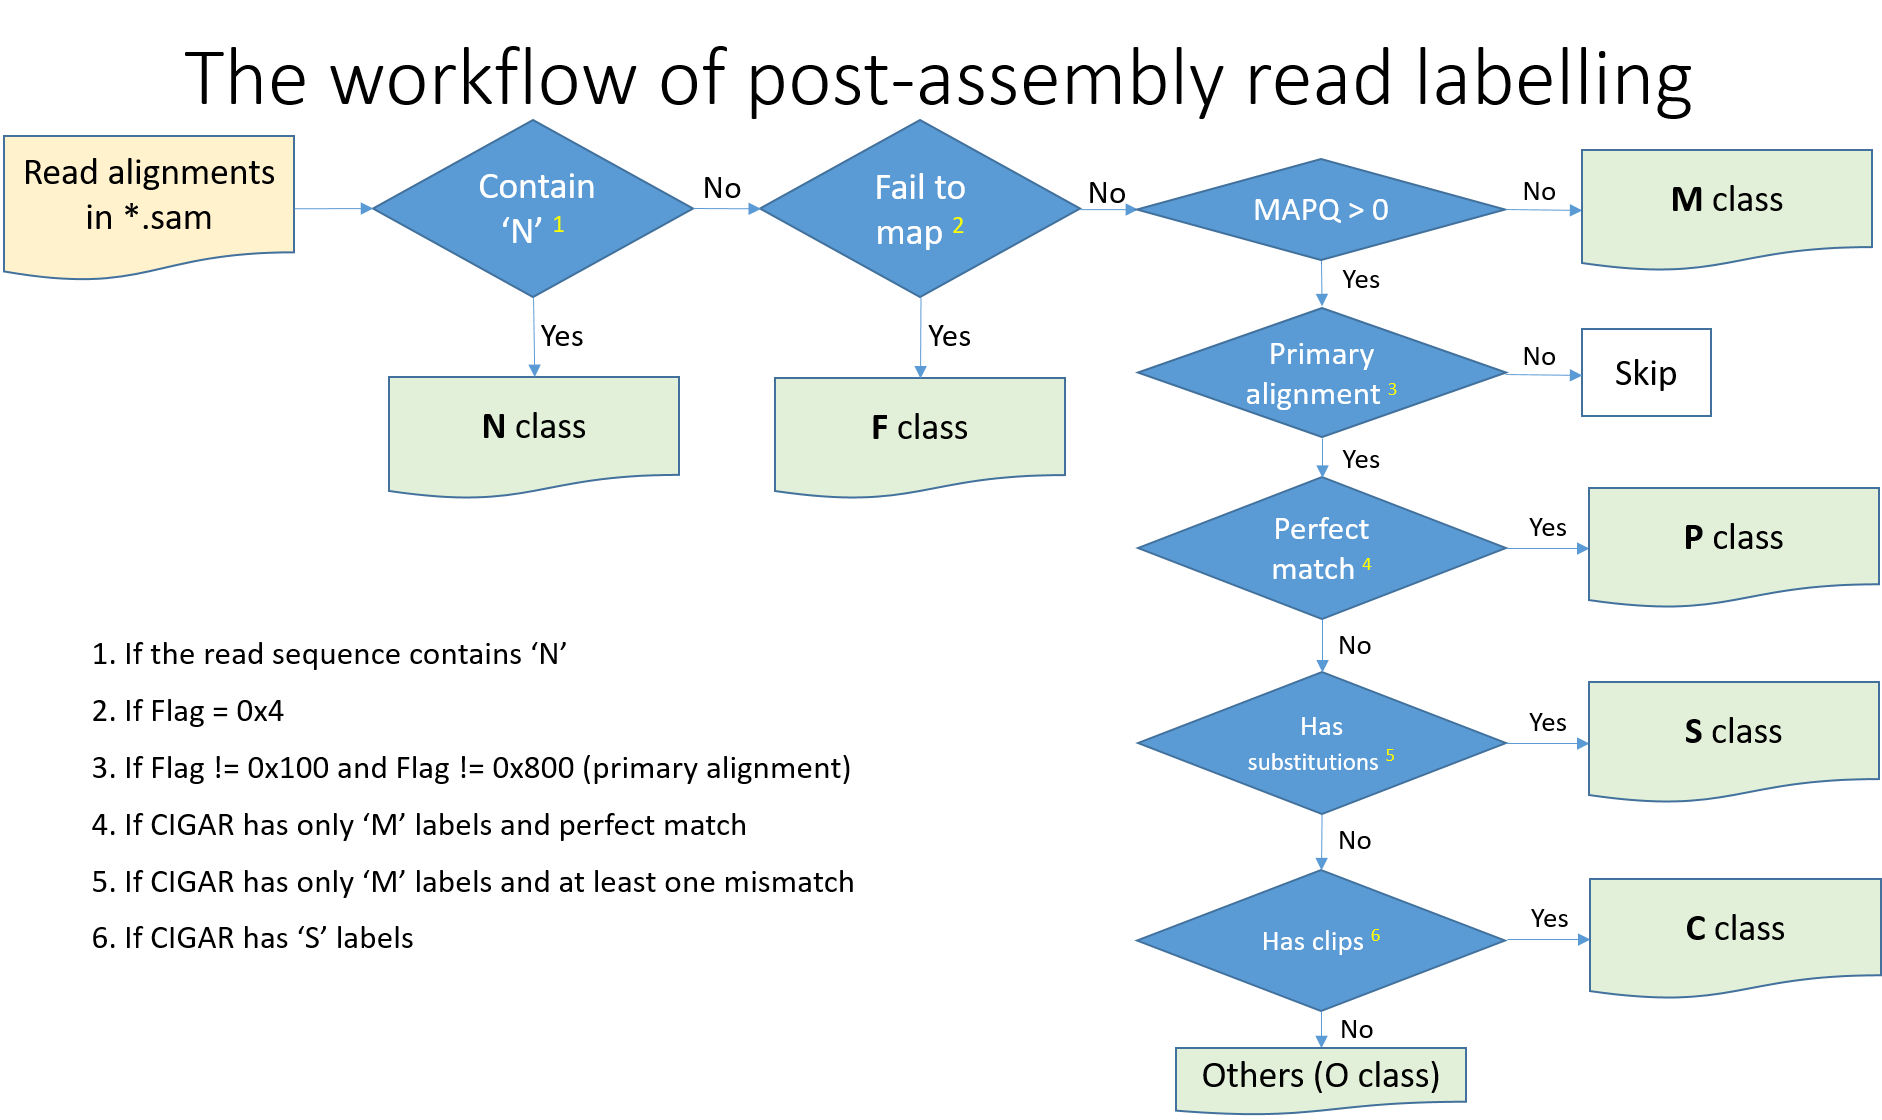 The workflow of post-assembly read labelling
Read alignments
in *.sam
Contain
‘N’ 1
No
Fail to
map 2
No
MAPQ > 0
No
M class
Yes
Yes
Yes
N class
F class
Primary
alignment 3
No
Skip
Yes
Perfect
match 4
Yes
P class
No
Has
substitutions 5
Yes
S class
No
Has clips 6
Yes
C class
No
Others (O class)
1. If the read sequence contains ‘N’
2. If Flag = 0x4
3. If Flag != 0x100 and Flag != 0x800 (primary alignment)
4. If CIGAR has only ‘M’ labels and perfect match
5. If CIGAR has only ‘M’ labels and at least one mismatch
6. If CIGAR has ‘S’ labels